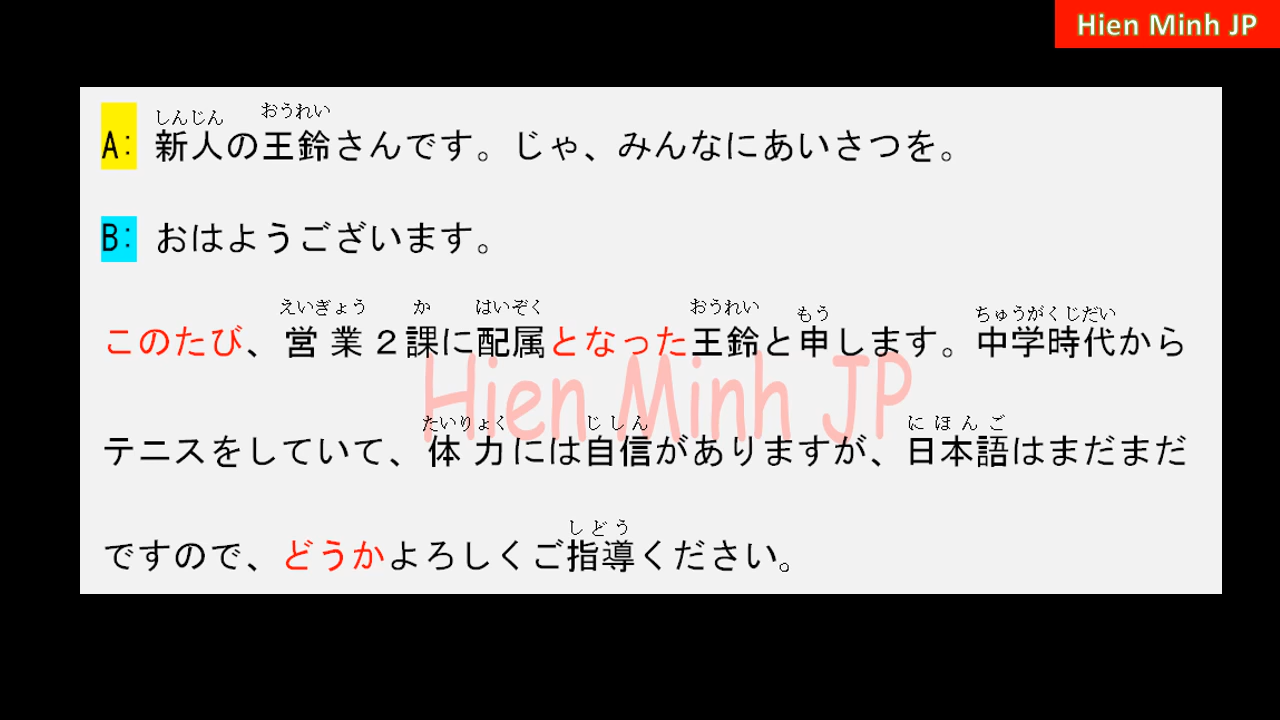 Hien Minh JP
しんじん おうれい
A: 新人の王鈴さんです。じゃ、みんなにあいさつを。
B: おはようございます。
えいぎょう か はいぞく おうれい もう ちゅうがくじだい
このたび、営業２課に配属となった王鈴と申します。中学時代から
Hien Minh JP
たいりょく じしん にほんご
テニスをしていて、体力には自信がありますが、日本語はまだまだ
しどう
ですので、どうかよろしくご指導ください。